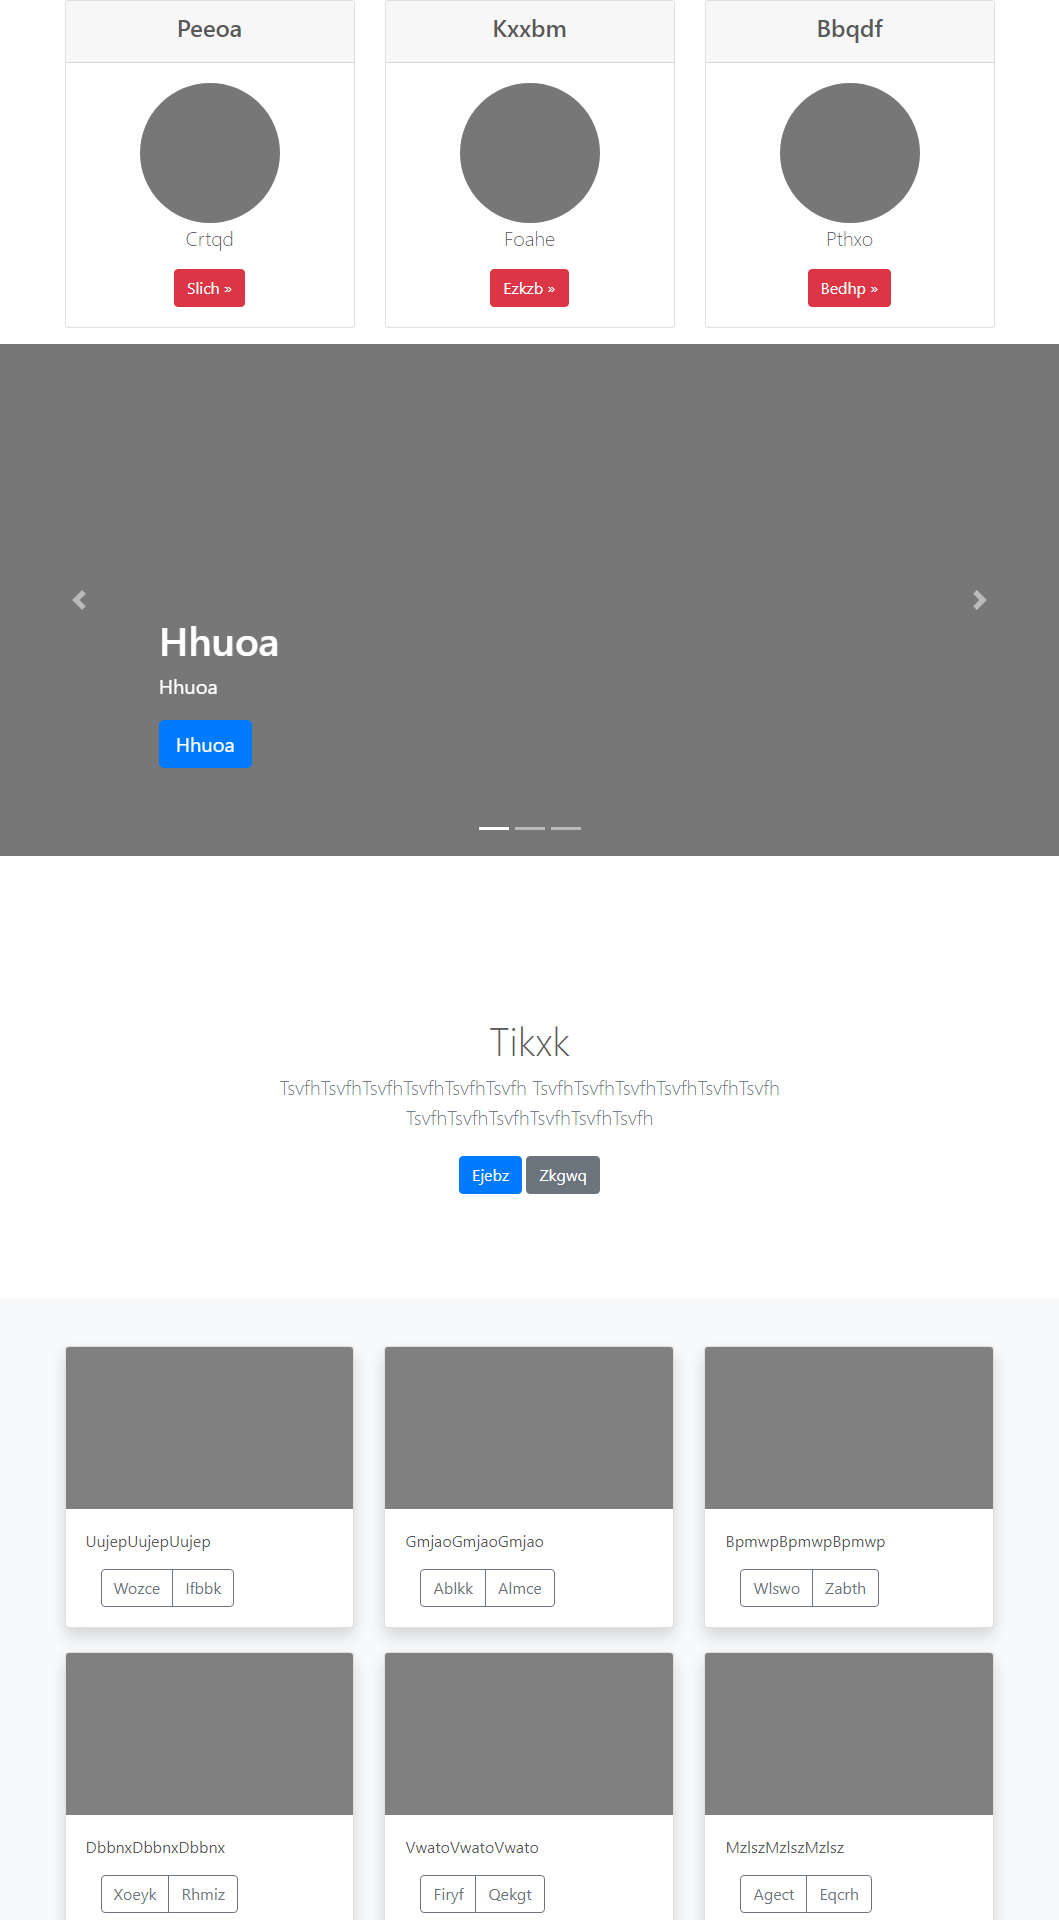 Peeoa
Kxxbm
Bbqdf
Crtqd
Foahe
Pthxo
Slich »
Ezkzb »
Bedhp »
Hhuoa
Hhuoa
Hhuoa
Tikxk
TsvfhTsvfhTsvfhTsvfhTsvfhTsvfh TsvfhTsvfhTsvfhTsvfhTsvfhTsvfh
TsvfhTsvfhTsvfhTsvfhTsvfhTsvfh
Ejebz
Zkgwq
UujepUujepUujep
GmjaoGmjaoGmjao
BpmwpBpmwpBpmwp
Wozce
Ifbbk
Ablkk
Almce
Wlswo
Zabth
DbbnxDbbnxDbbnx
VwatoVwatoVwato
MzlszMzlszMzlsz
Xoeyk
Rhmiz
Firyf
Qekgt
Agect
Eqcrh